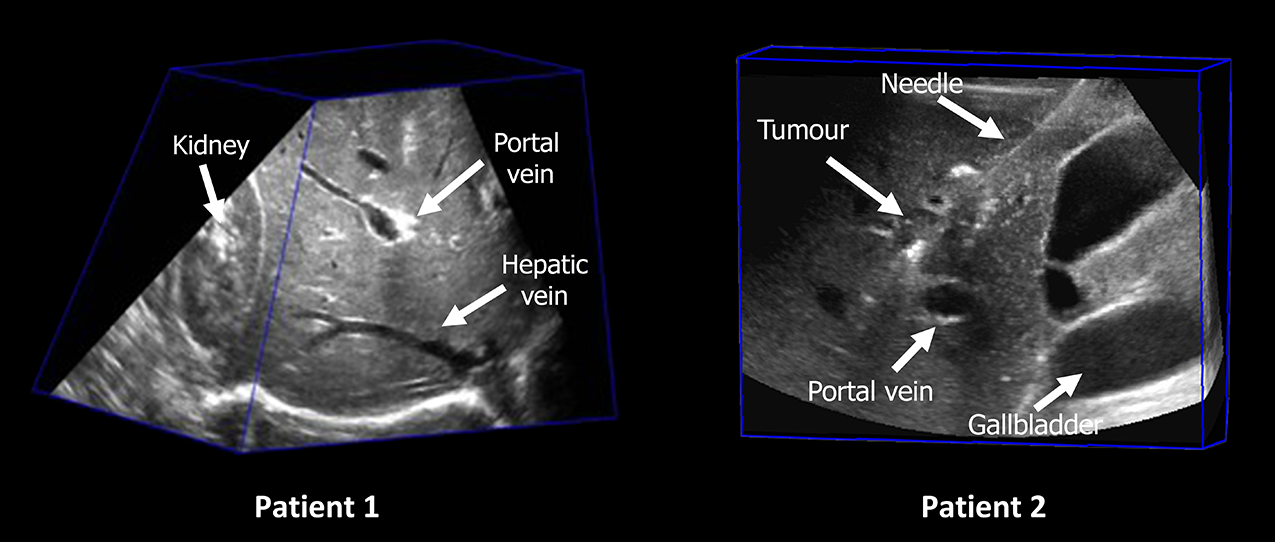 Kidney
Portal
vein
Hepatic
vein
Patient 1
Needle
Tumour
Portal vein
Gallbladder
Patient 2